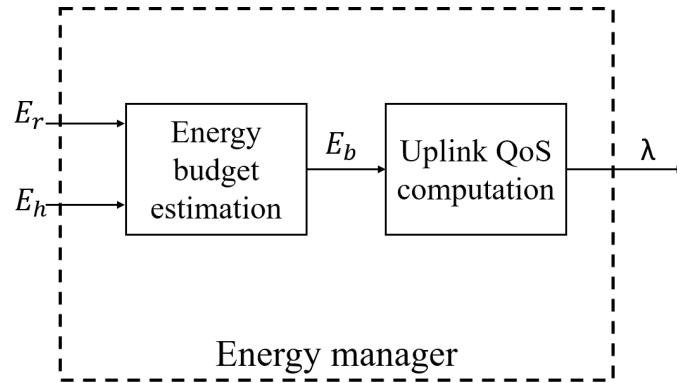 E_r
E_h
Energy
budget
estimation
E_b
Uplink QoS
computation
λ
Energy manager